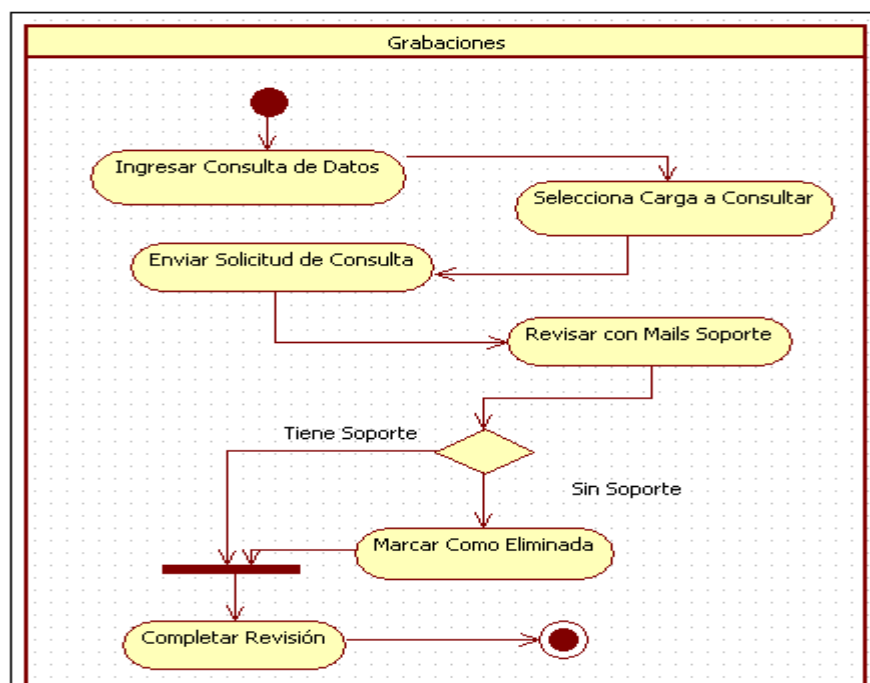 Grabaciones
Ingresar Consulta de Datos
Selecciona Carga a Consultar
Enviar Solicitud de Consulta
Revisar con Mails Soporte
Tiene Soporte
Sin Soporte
Marcar Como Eliminada
Completar Revisión